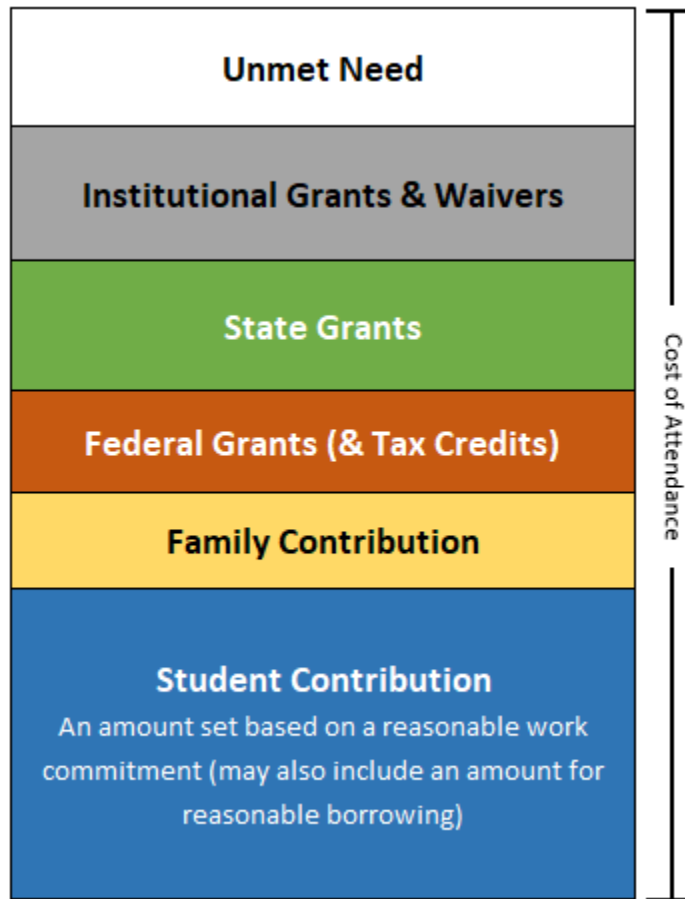 Unmet Need
Institutional Grants & Waivers
State Grants
Federal Grants (& Tax Credits)
Family Contribution
Student Contribution
An amount set based on a reasonable work
commitment (may also include an amount for
reasonable borrowing)
Cost of Attendance